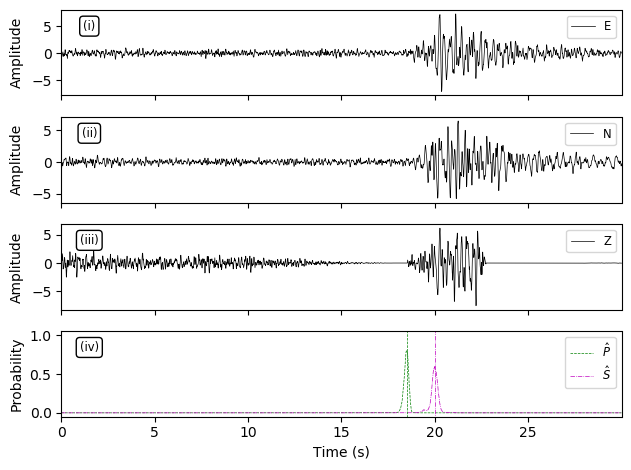 (i)
E
Amplitude
5
0
−5
(ii)
N
Amplitude
5
0
−5
(iii)
Z
Amplitude
5
0
−5
(iv)
P̂
Ŝ
Probability
1.0
0.5
0.0
0 5 10 15 20 25
Time (s)